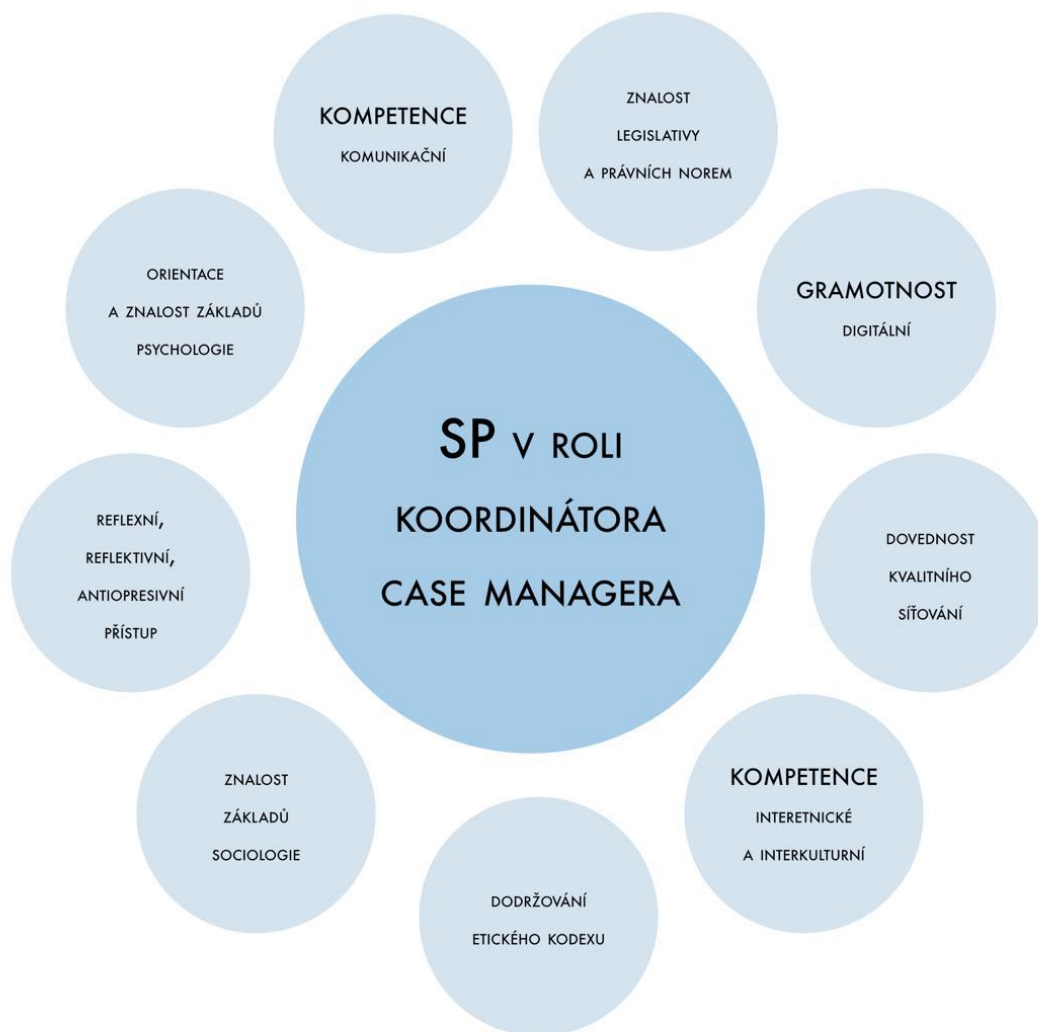 KOMPETENCE
KOMUNIKAČNÍ
ZNALOST
LEGISLATIVY
A PRÁVNÍCH NOREM
ORIENTACE
A ZNALOST ZÁKLADŮ
PSYCHOLOGIE
GRAMOTNOST
DIGITÁLNÍ
SP V ROLI
KOORDINÁTORA
CASE MANAGERA
REFLEXNÍ,
REFLEKTIVNÍ,
ANTIOPRESIVNÍ
PŘÍSTUP
DOVEDNOST
KVALITNÍHO
SÍŤOVÁNÍ
ZNALOST
ZÁKLADŮ
SOCIOLOGIE
KOMPETENCE
INTERETNICKÉ
A INTERKULTURNÍ
DODRŽOVÁNÍ
ETICKÉHO KODEXU